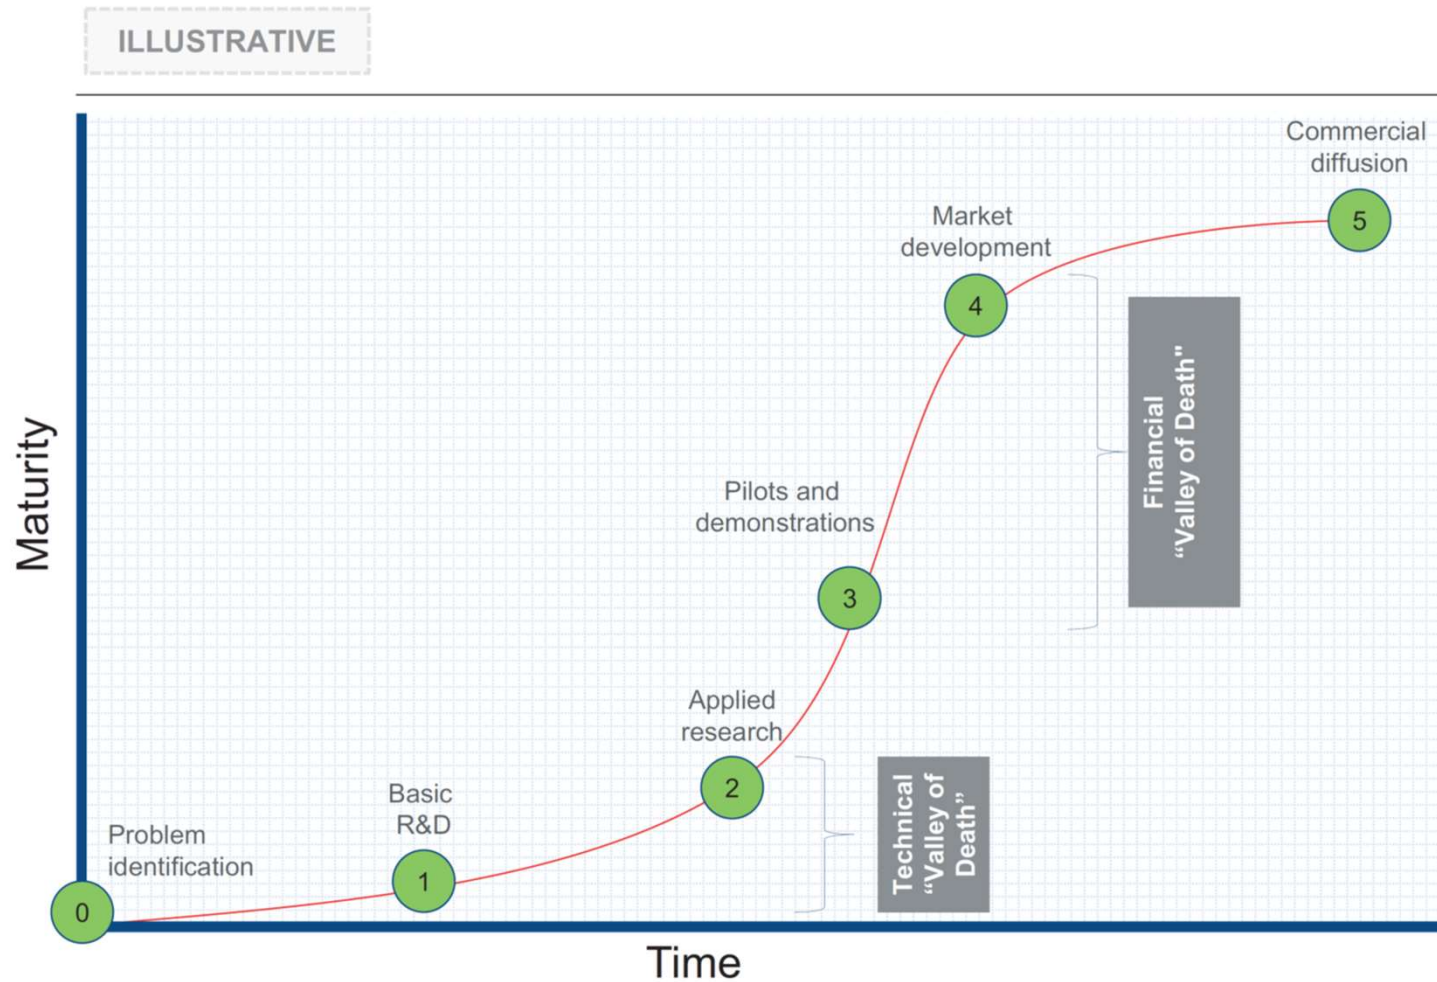 ILLUSTRATIVE
Commercial
diffusion
5
Market
development
4
Financial
“Valley of Death"
Pilots and
demonstrations
3
Applied
research
2
Technical
“Valley of
Death”
Basic
R&D
1
Problem
identification
0
Maturity
Time